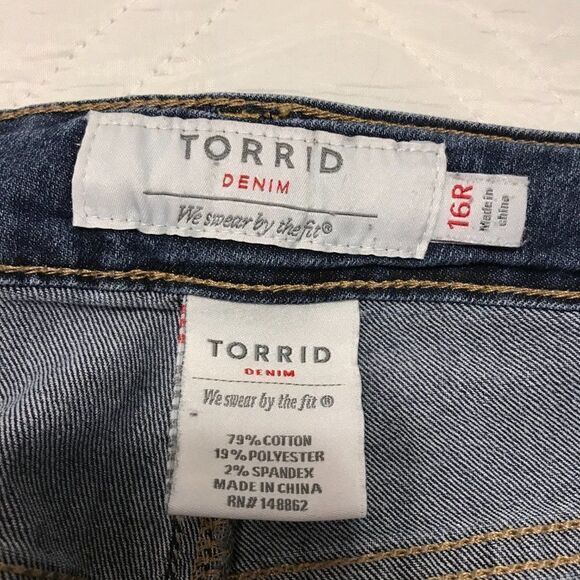 TORRID
DENIM
We swear by the fit®
16R
Made in
china
TORRID
DENIM
We swear by the fit ®
79% COTTON
19% POLYESTER
2% SPANDEX
MADE IN CHINA
RN# 148862